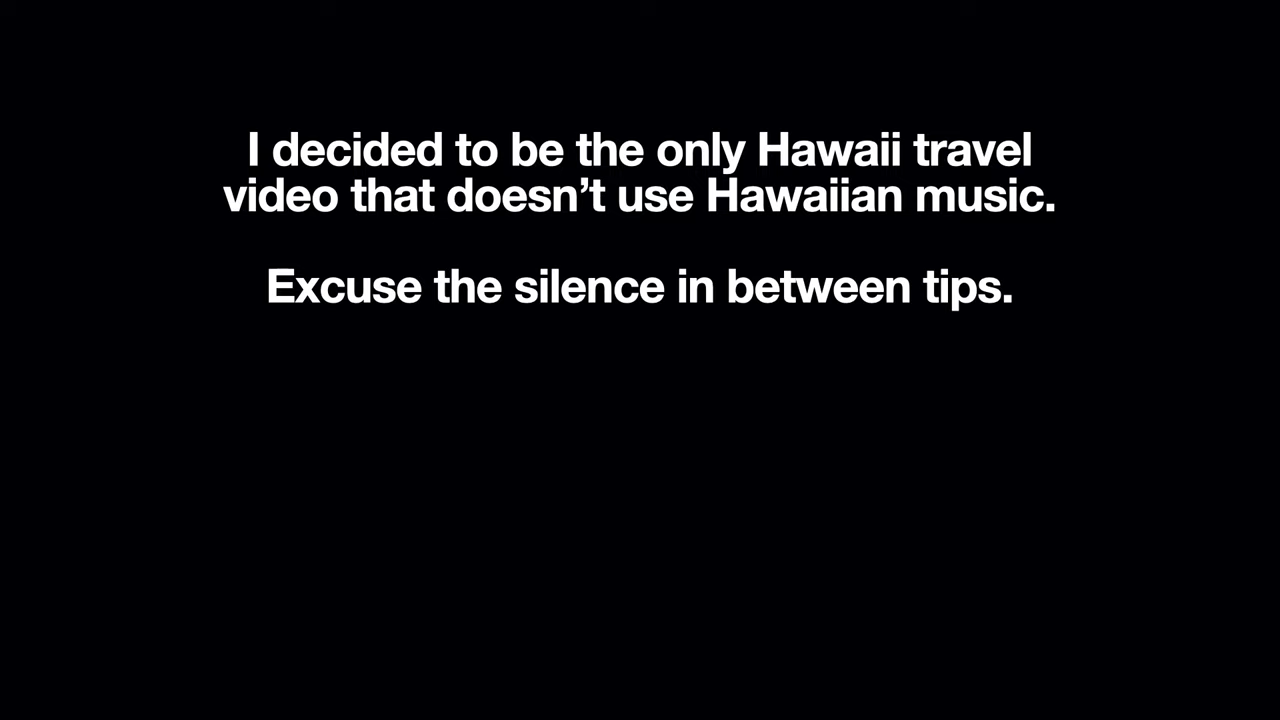 I decided to be the only Hawaii travel
video that doesn’t use Hawaiian music.
Excuse the silence in between tips.